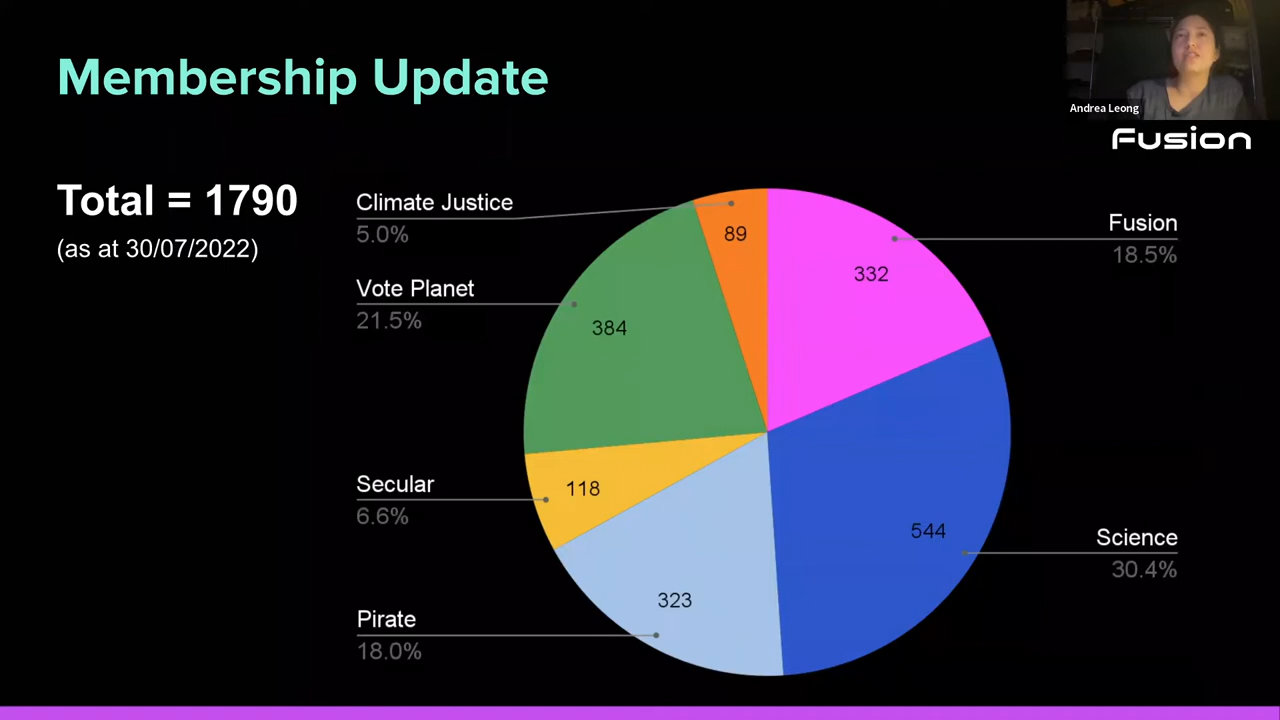 Membership Update
Andrea Leong
Fusion
Total = 1790
(as at 30/07/2022)
Climate Justice
5.0%
89
Fusion
18.5%
332
Vote Planet
21.5%
384
Secular
6.6%
118
Science
30.4%
544
Pirate
18.0%
323